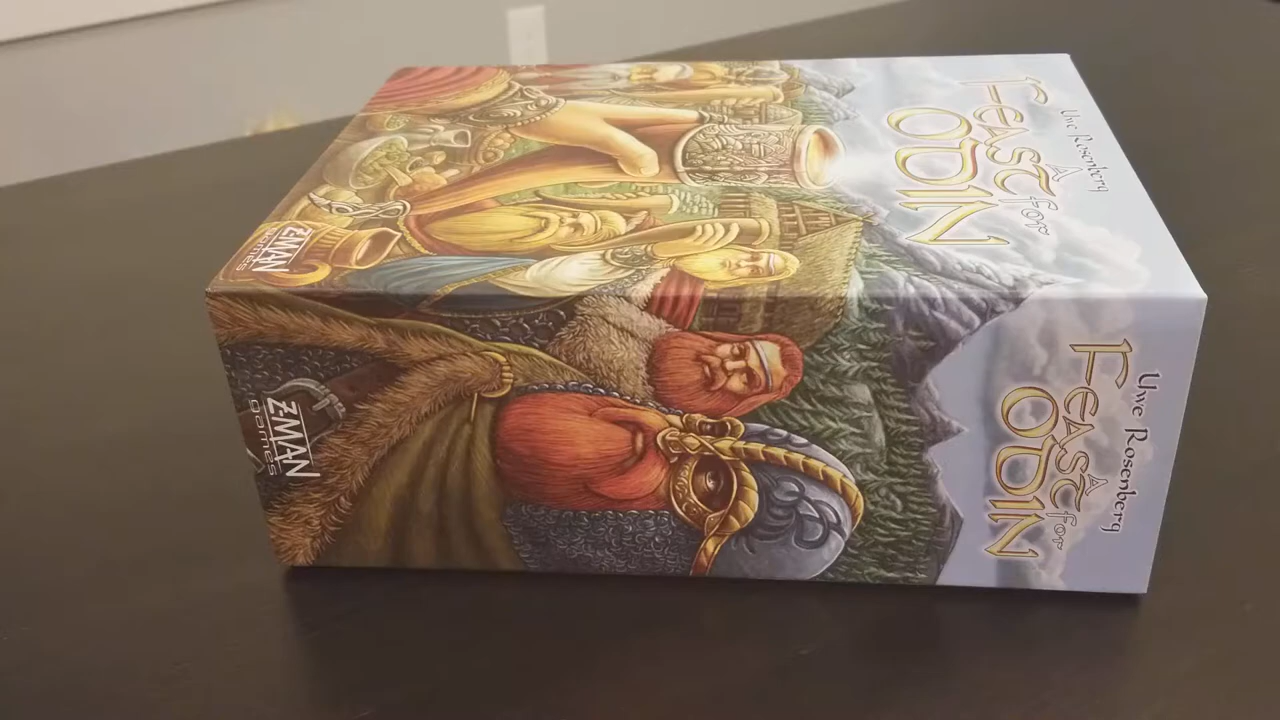 Uwe Rosenberg
A
FEAST for
ODIN
Z-MAN
games
Uwe Rosenberg
A
FEAST for
ODIN
Z-MAN
games